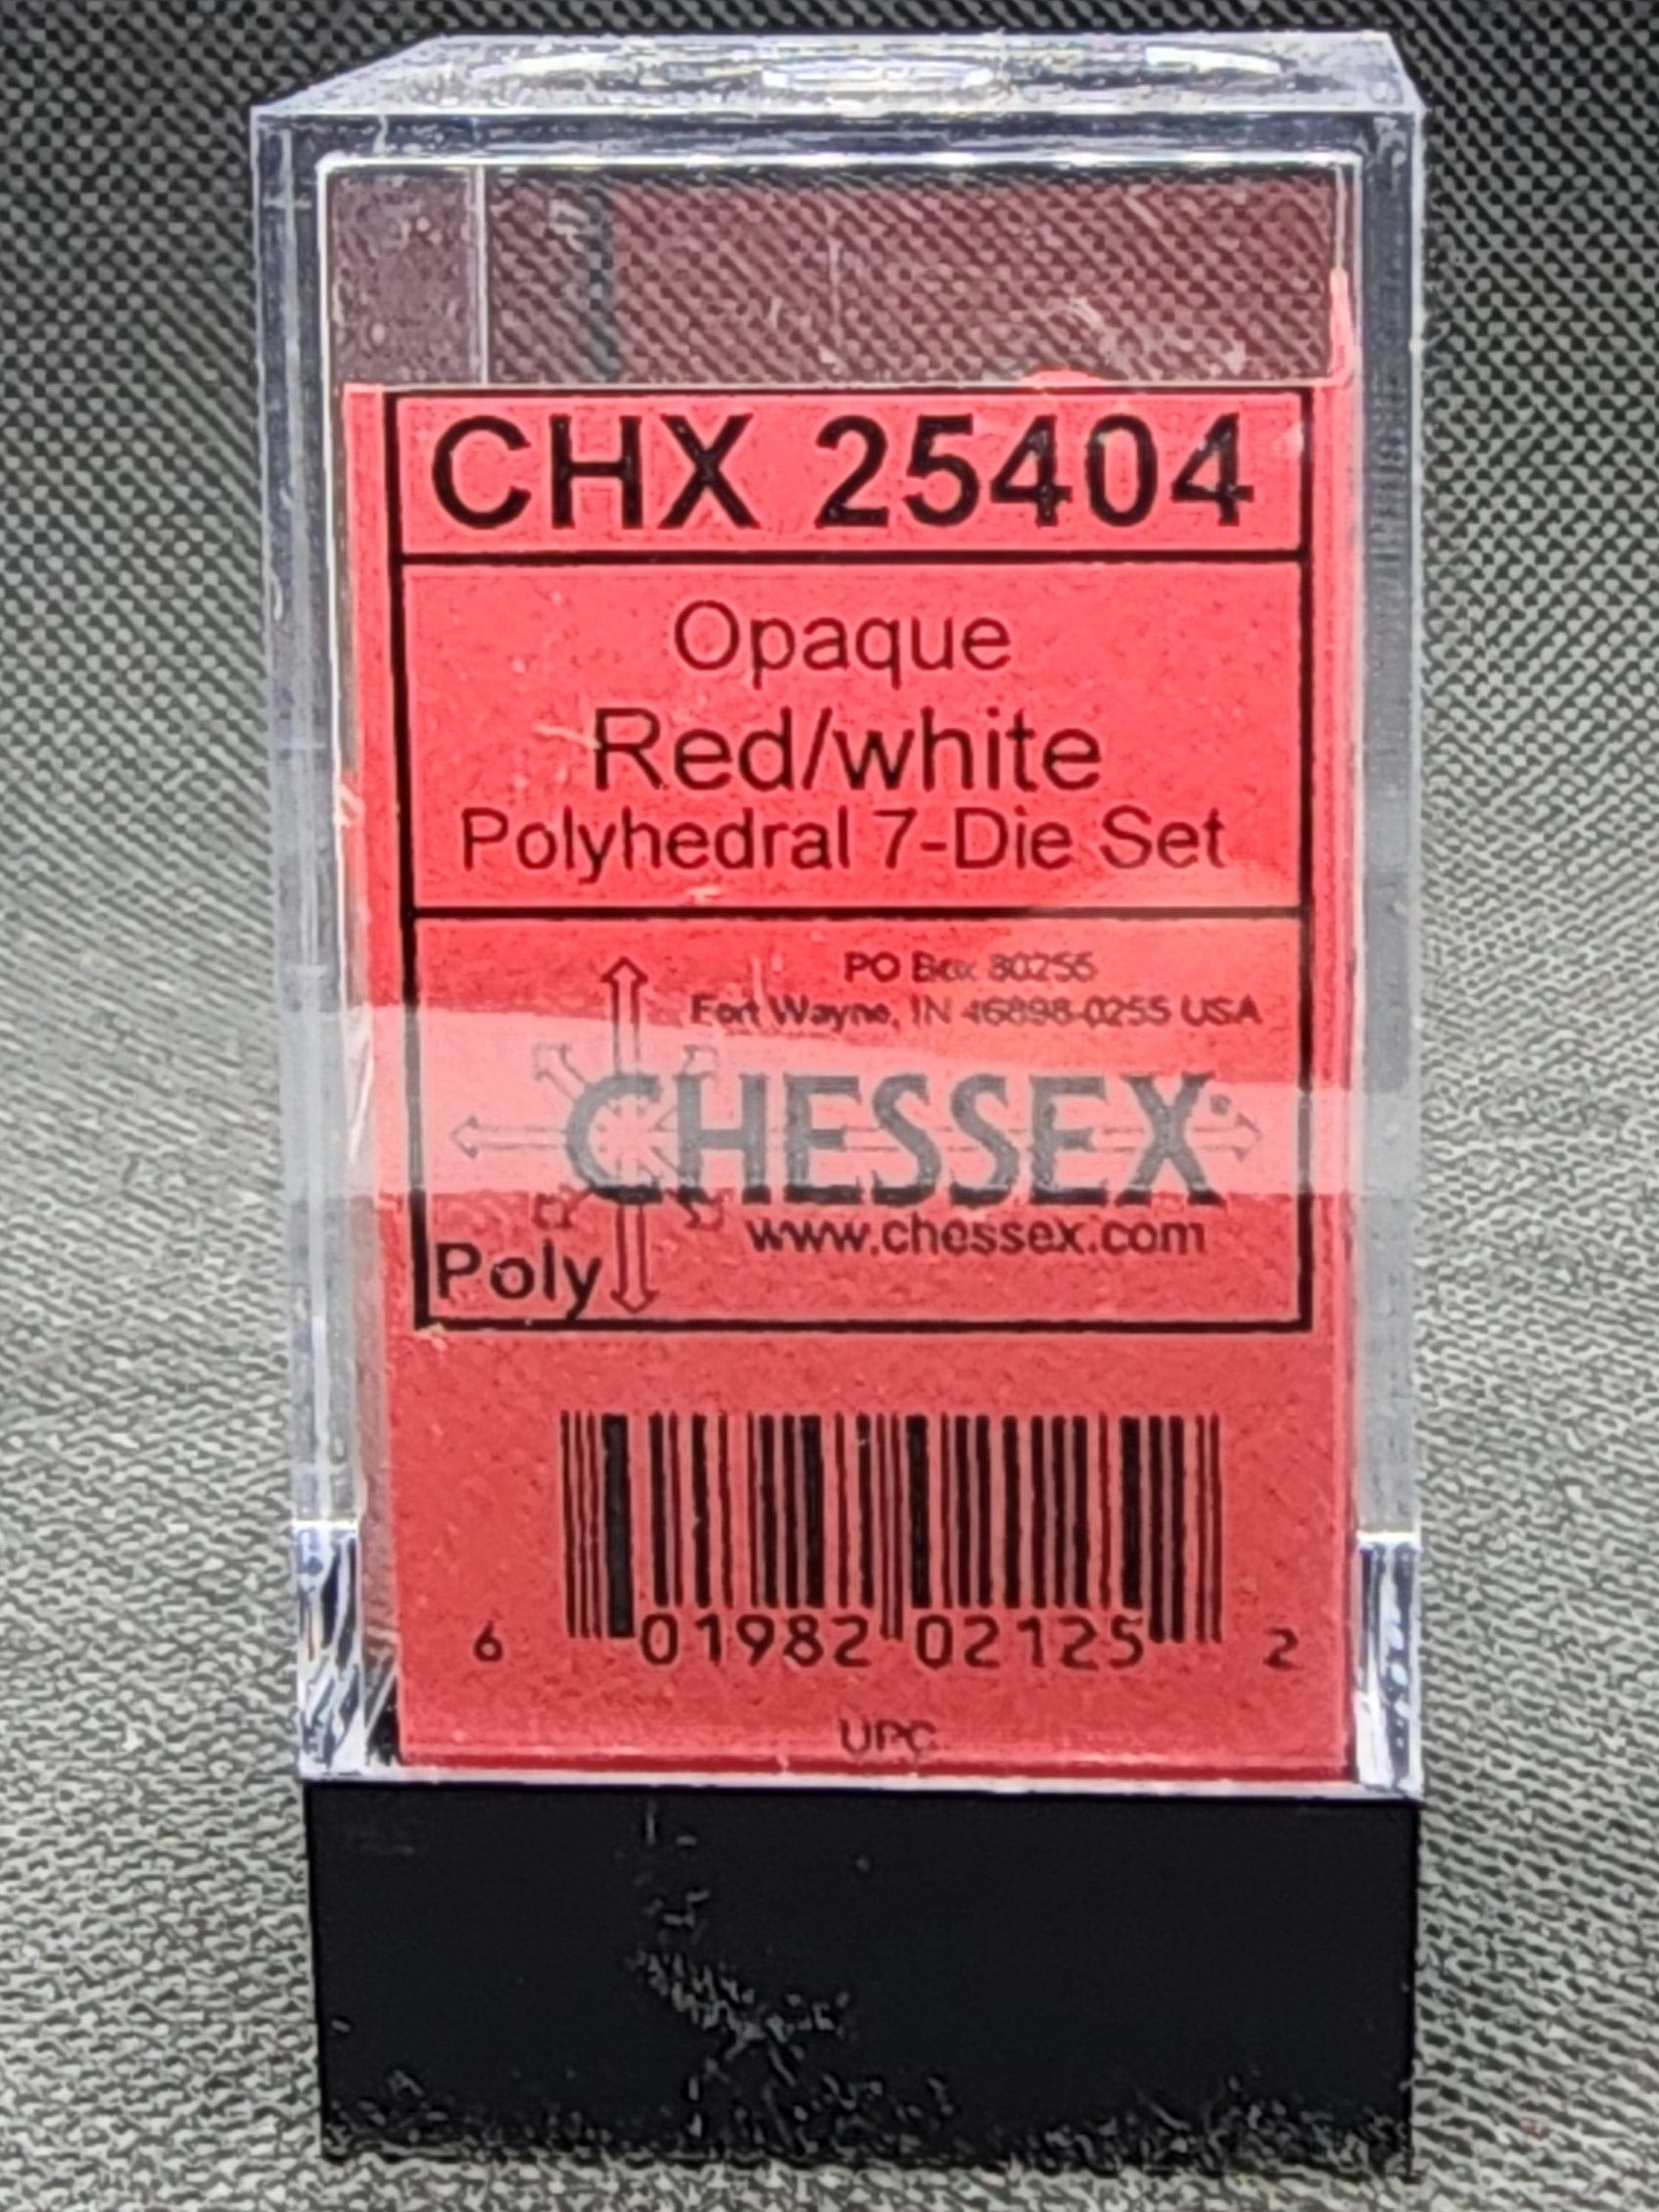 CHX 25404
Opaque
Red/white
Polyhedral 7-Die Set
PO Box 80255
Fort Wayne, IN 46898-0255 USA
CHESSEX®
www.chessex.com
Poly
6 01982 02125 2
UPC